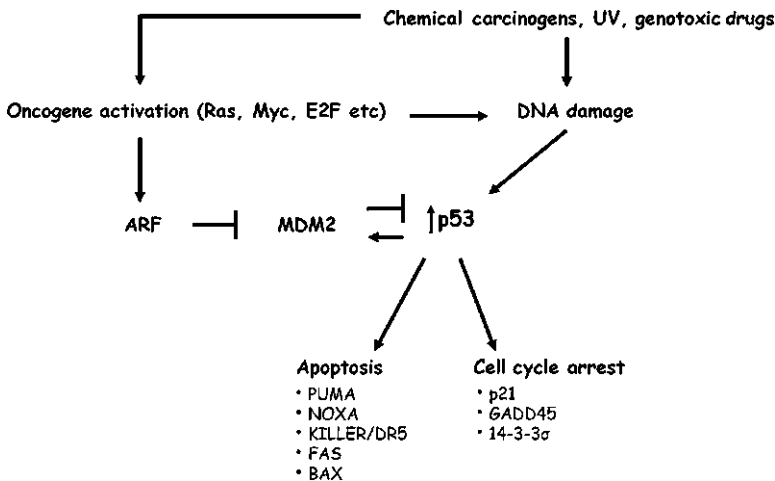 Chemical carcinogens, UV, genotoxic drugs
Oncogene activation (Ras, Myc, E2F etc)
DNA damage
ARF
MDM2
↑p53
Apoptosis
• PUMA
• NOXA
• KILLER/DR5
• FAS
• BAX
Cell cycle arrest
• p21
• GADD45
• 14-3-3σ